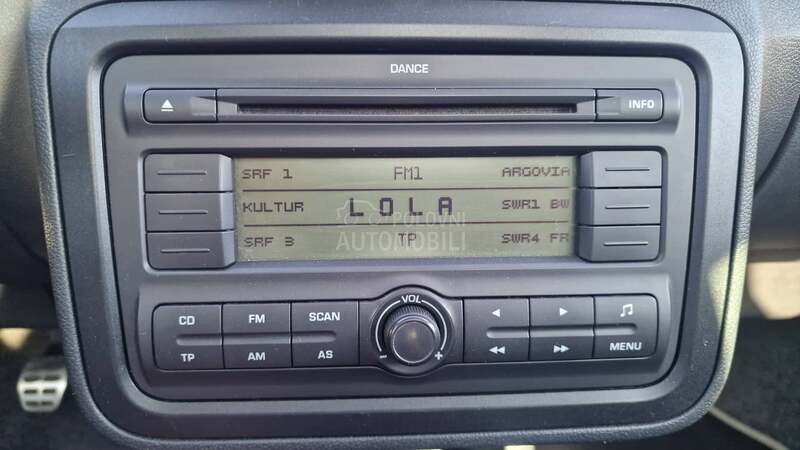 DANCE
INFO
SRF 1 FM1 ARGOVIA
KULTUR LOLA SWR1 BW
POLOVNI
AUTOMOBILI
SRF 3 TP SWR4 FR
VOL
CD FM SCAN
TP AM AS
MENU